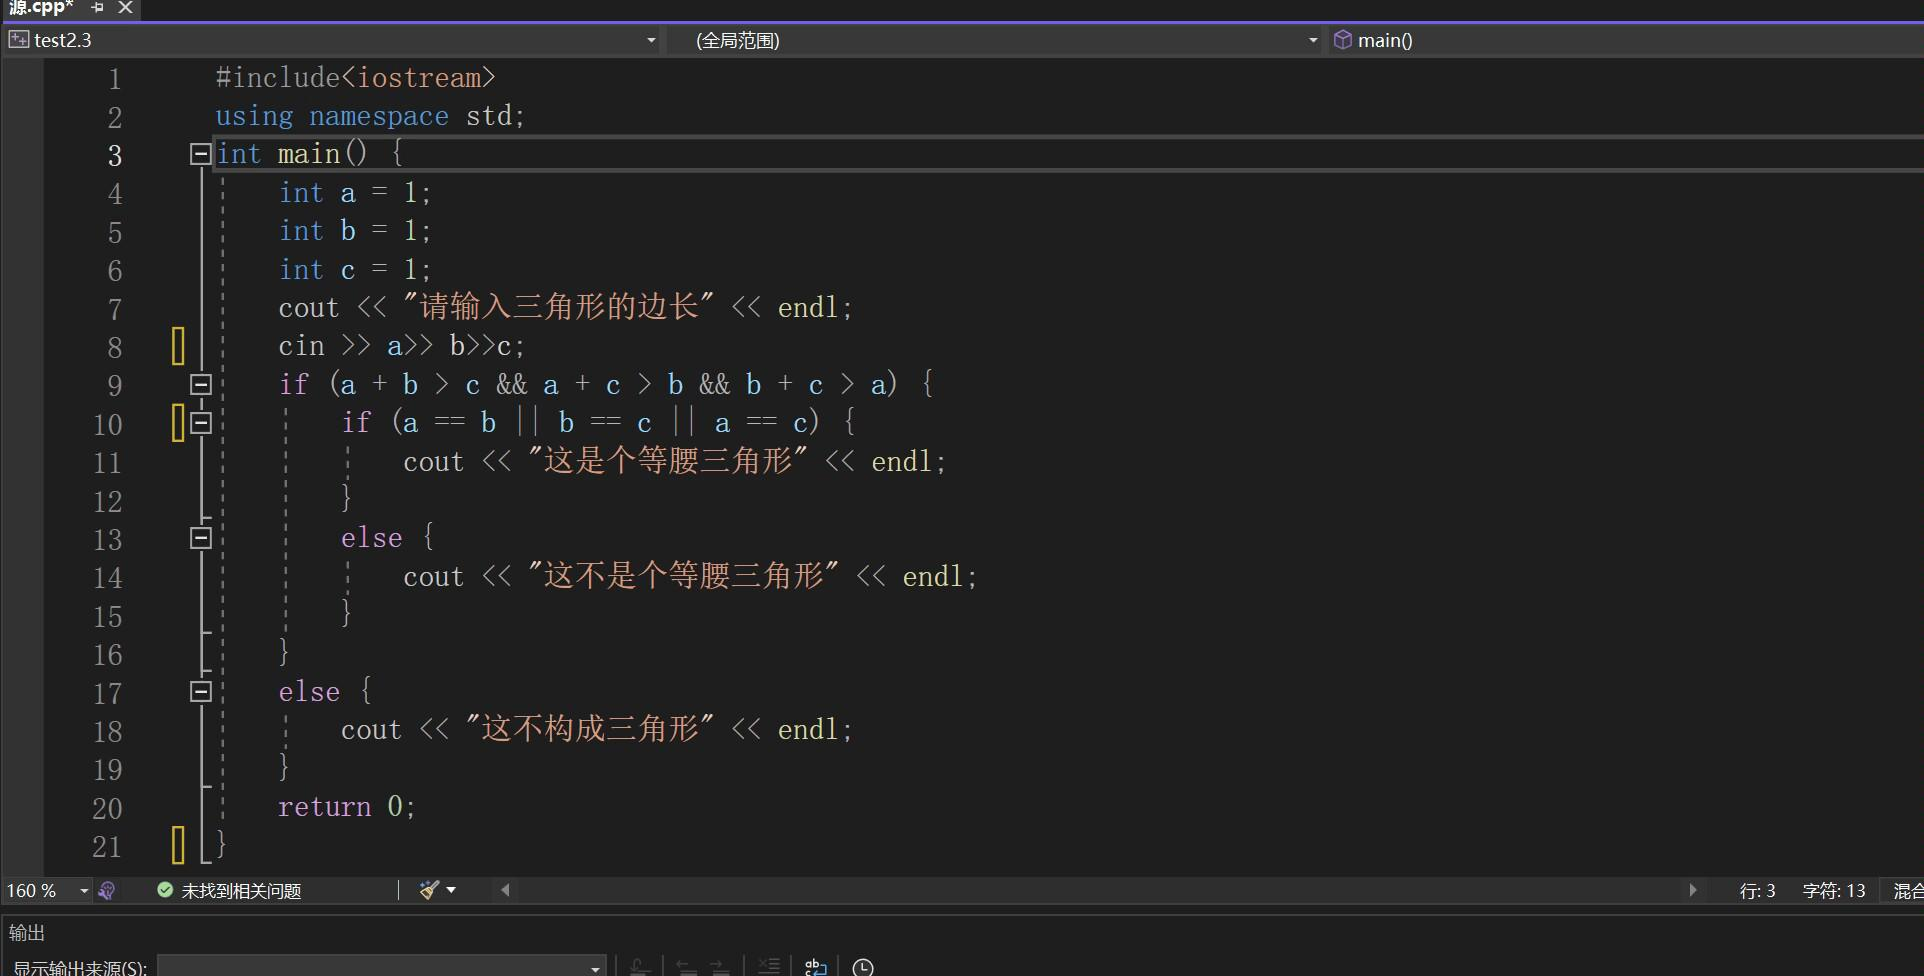 源.cpp*
test2.3
(全局范围)
main()
1 #include<iostream>
2 using namespace std;
3 int main() {
4 int a = 1;
5 int b = 1;
6 int c = 1;
7 cout << "请输入三角形的边长" << endl;
8 cin >> a>> b>>c;
9 if (a + b > c && a + c > b && b + c > a) {
10 if (a == b || b == c || a == c) {
11 cout << "这是个等腰三角形" << endl;
12 }
13 else {
14 cout << "这不是个等腰三角形" << endl;
15 }
16 }
17 else {
18 cout << "这不构成三角形" << endl;
19 }
20 return 0;
21 }
160 %
未找到相关问题
行: 3
字符: 13
混合
输出
显示输出来源(S):